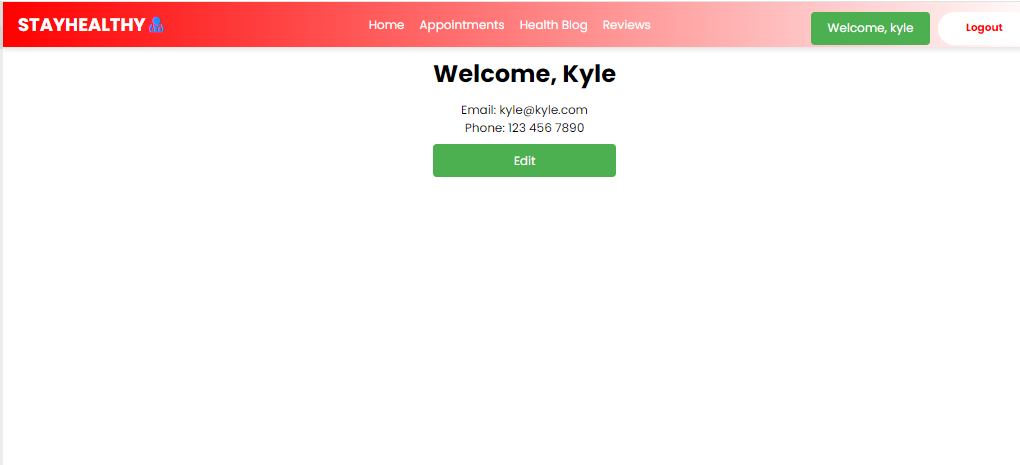 STAYHEALTHY
Home Appointments Health Blog Reviews
Welcome, kyle
Logout
Welcome, Kyle
Email: kyle@kyle.com
Phone: 123 456 7890
Edit